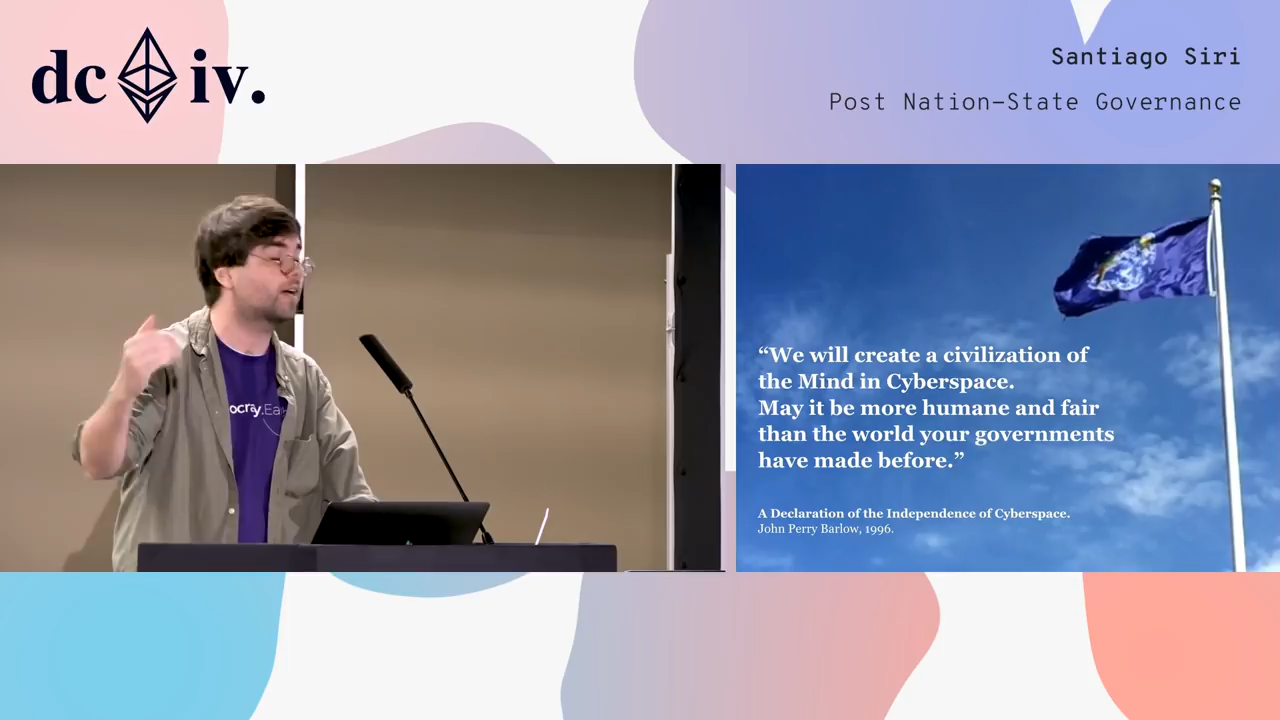 dc iv.
Santiago Siri
Post Nation-State Governance
ocracy.Ea
“We will create a civilization of
the Mind in Cyberspace.
May it be more humane and fair
than the world your governments
have made before.”
A Declaration of the Independence of Cyberspace.
John Perry Barlow, 1996.